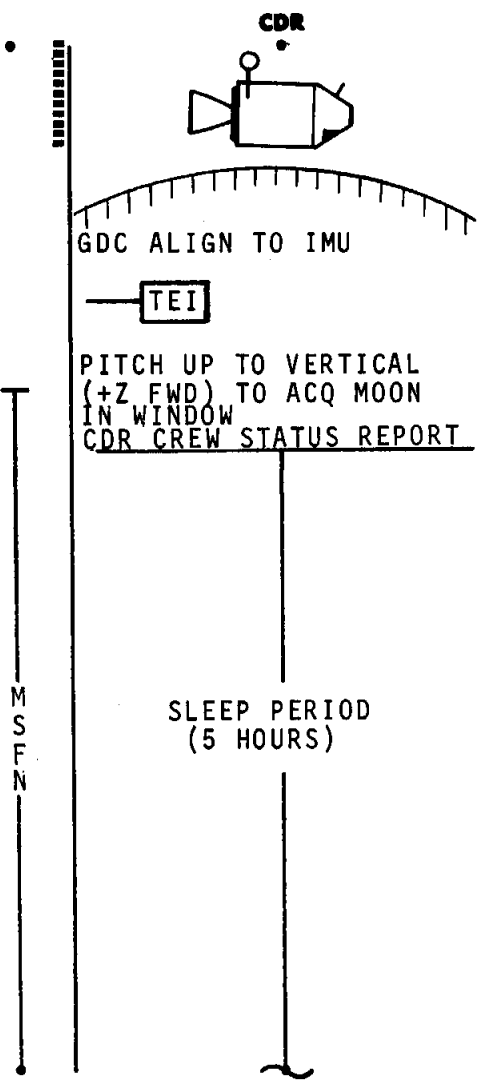 CDR
GDC ALIGN TO IMU
TEI
PITCH UP TO VERTICAL
(+Z FWD) TO ACQ MOON
IN WINDOW
CDR CREW STATUS REPORT
MSFN
SLEEP PERIOD
(5 HOURS)